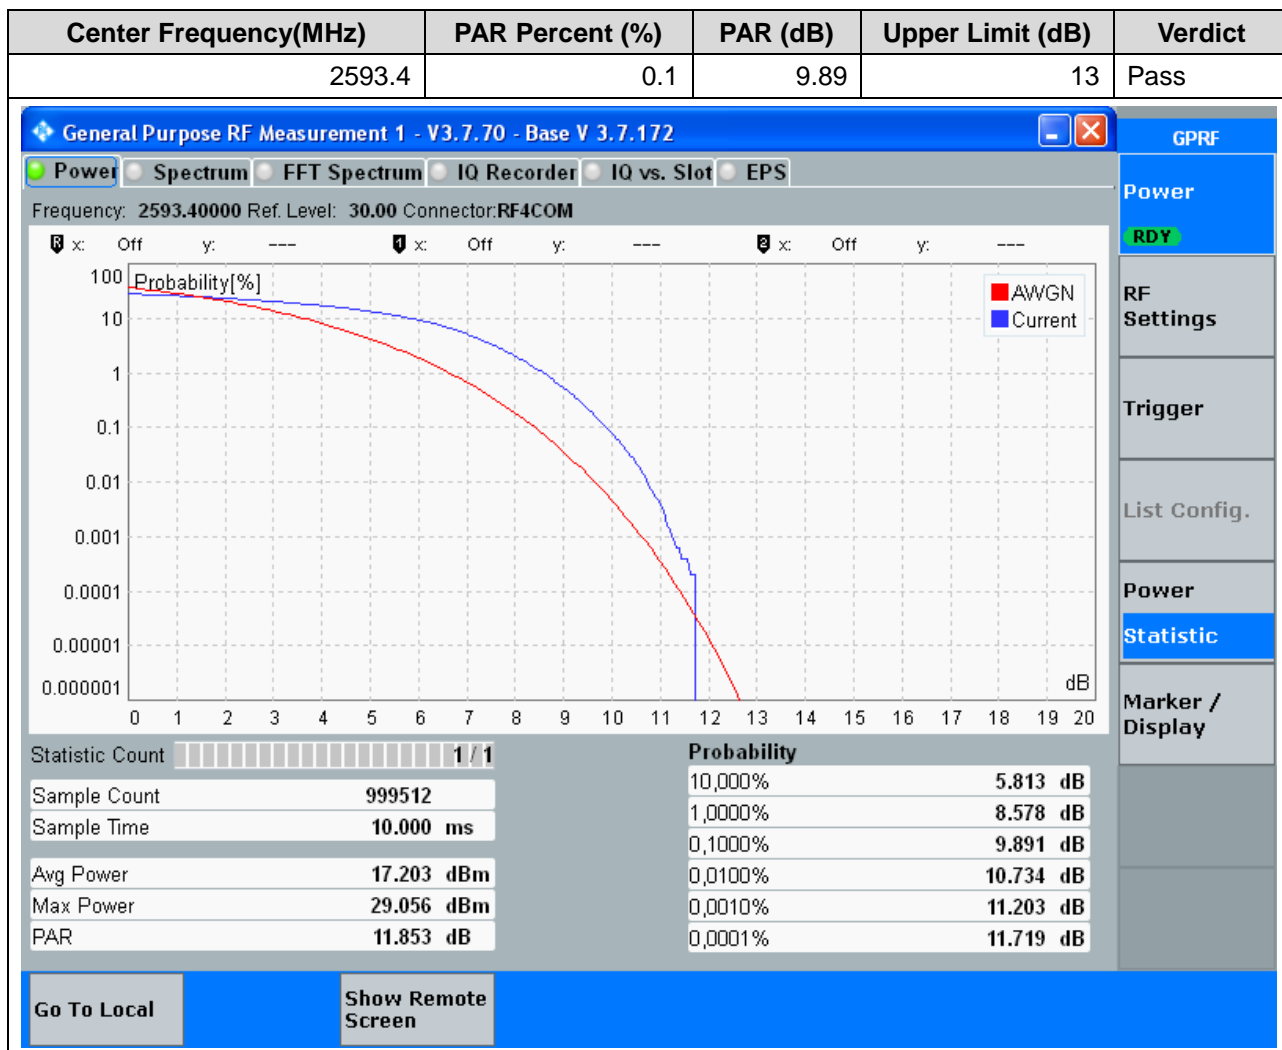 Center Frequency(MHz) PAR Percent (%) PAR (dB) Upper Limit (dB) Verdict
2593.4 0.1 9.89 13 Pass
General Purpose RF Measurement 1 - V3.7.70 - Base V 3.7.172
GPRF
Power Spectrum FFT Spectrum IQ Recorder IQ vs. Slot EPS
Frequency: 2593.40000 Ref. Level: 30.00 Connector:RF4COM
R x: Off y: --- 1 x: Off y: --- 2 x: Off y: ---
Probability[%]
100
10
1
0.1
0.01
0.001
0.0001
0.00001
0.000001
AWGN
Current
dB
0 1 2 3 4 5 6 7 8 9 10 11 12 13 14 15 16 17 18 19 20
Statistic Count 1 / 1
Sample Count 999512
Sample Time 10.000 ms
Avg Power 17.203 dBm
Max Power 29.056 dBm
PAR 11.853 dB
Probability
10,000% 5.813 dB
1,0000% 8.578 dB
0,1000% 9.891 dB
0,0100% 10.734 dB
0,0010% 11.203 dB
0,0001% 11.719 dB
Power
RDY
RF
Settings
Trigger
List Config.
Power
Statistic
Marker /
Display
Go To Local
Show Remote
Screen